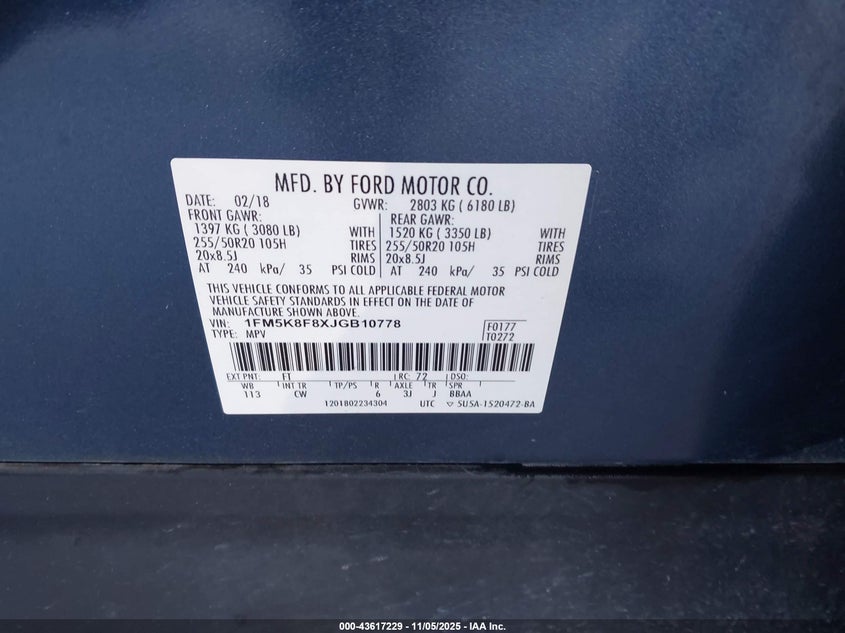 MFD. BY FORD MOTOR CO.
DATE: 02/18 GVWR: 2803 KG ( 6180 LB)
FRONT GAWR: REAR GAWR:
1397 KG ( 3080 LB) WITH 1520 KG ( 3350 LB) WITH
255/50R20 105H TIRES 255/50R20 105H TIRES
20x8.5J RIMS 20x8.5J RIMS
AT 240 kPa/ 35 PSI COLD AT 240 kPa/ 35 PSI COLD
THIS VEHICLE CONFORMS TO ALL APPLICABLE FEDERAL MOTOR
VEHICLE SAFETY STANDARDS IN EFFECT ON THE DATE OF
MANUFACTURE SHOWN ABOVE.
VIN: 1FM5K8F8XJGB10778 F0177
TYPE: MPV T0272
EXT PNT: FT RC: 72 DSO:
WB INT TR TP/PS R AXLE TR SPR
113 CW 6 3J J BBAA
1201802234304 UTC ▽ 5U5A-1520472-BA
000-43617229 - 11/05/2025 - IAA Inc.